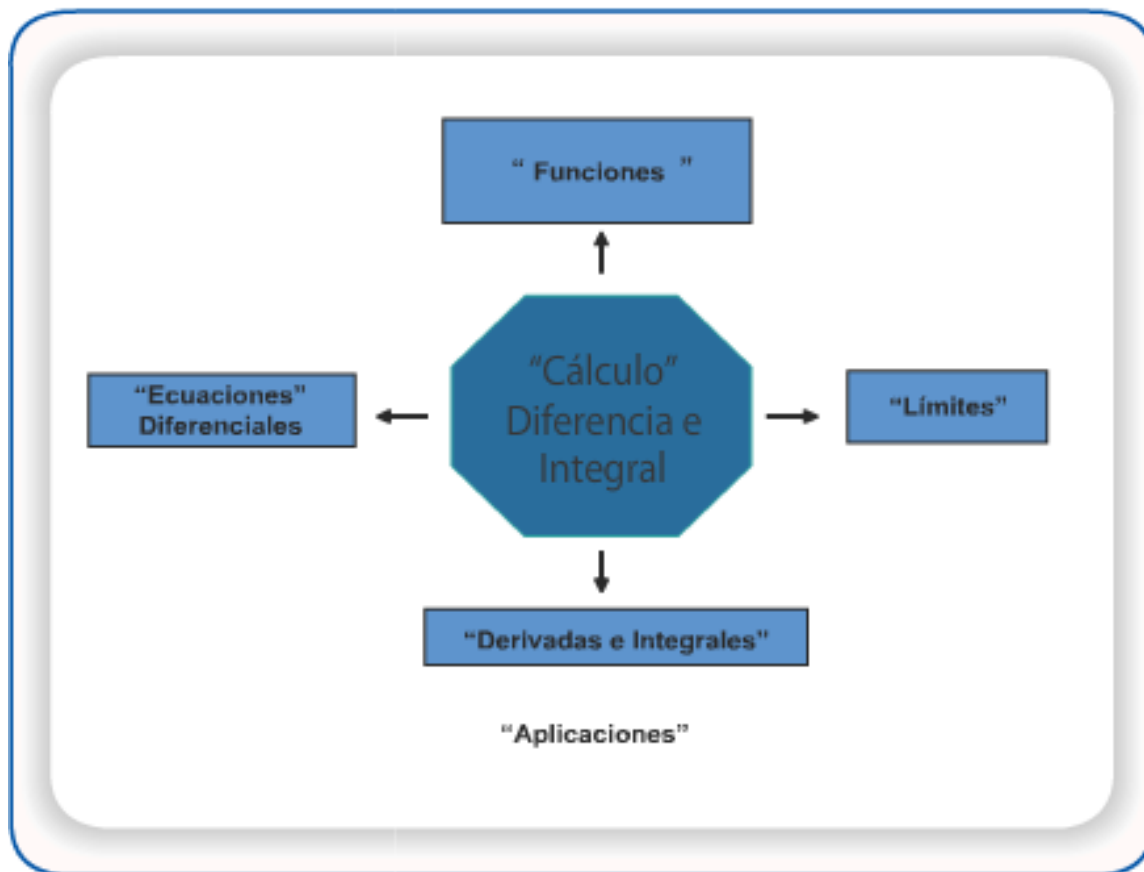 “ Funciones ”
“Cálculo”
Diferencia e
Integral
“Ecuaciones”
Diferenciales
“Límites”
“Derivadas e Integrales”
“Aplicaciones”